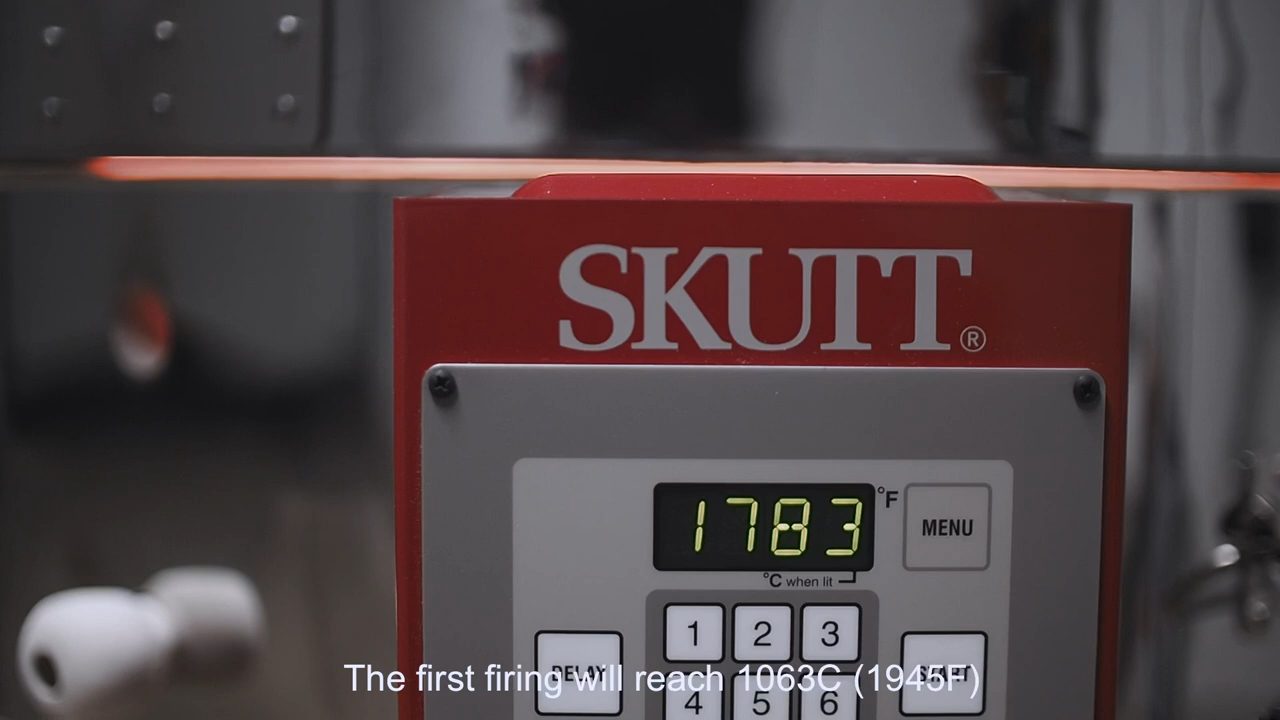 SKUTT®
1783 °F
MENU
°C when lit
1 2 3
DELAY
START
The first firing will reach 1063C (1945F)
4 5 6